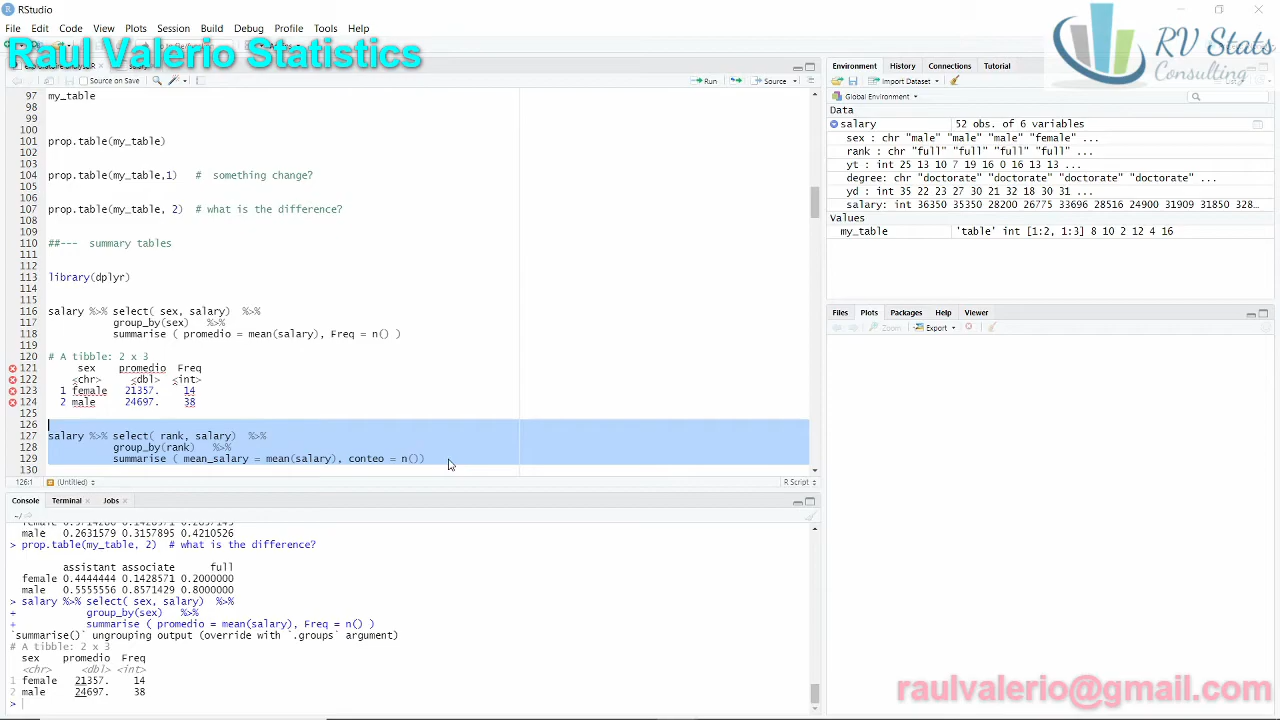 RStudio
File Edit Code View Plots Session Build Debug Profile Tools Help
Raul Valerio Statistics
RV Stats
Consulting
Source on Save
Run
Source
97 my_table
98
99
100
101 prop.table(my_table)
102
103
104 prop.table(my_table,1) # something change?
105
106
107 prop.table(my_table, 2) # what is the difference?
108
109
110 ##--- summary tables
111
112
113 library(dplyr)
114
115
116 salary %>% select( sex, salary) %>%
117 group_by(sex) %>%
118 summarise ( promedio = mean(salary), Freq = n() )
119
120 # A tibble: 2 x 3
121 sex promedio Freq
122 <chr> <dbl> <int>
123 1 female 21357. 14
124 2 male 24697. 38
125
126
127 salary %>% select( rank, salary) %>%
128 group_by(rank) %>%
129 summarise ( mean_salary = mean(salary), conteo = n())
130
126:1 (Untitled) R Script
Console Terminal Jobs
~/
male 0.2631579 0.3157895 0.4210526
> prop.table(my_table, 2) # what is the difference?
assistant associate full
female 0.4444444 0.1428571 0.2000000
male 0.5555556 0.8571429 0.8000000
> salary %>% select( sex, salary) %>%
+ group_by(sex) %>%
+ summarise ( promedio = mean(salary), Freq = n() )
`summarise()` ungrouping output (override with `.groups` argument)
# A tibble: 2 x 3
sex promedio Freq
<chr> <dbl> <int>
1 female 21357. 14
2 male 24697. 38
>
Environment History Connections Tutorial
Import Dataset
Global Environment
Data
salary 52 obs. of 6 variables
sex : chr "male" "male" "male" "female" ...
rank : chr "full" "full" "full" "full" ...
yt : int 25 13 10 7 19 16 0 16 13 13 ...
degree: chr "doctorate" "doctorate" "doctorate" "doctorate" ...
yd : int 35 22 23 27 30 21 32 18 30 31 ...
salary: int 36350 35350 28200 26775 33696 28516 24900 31909 31850 328...
Values
my_table 'table' int [1:2, 1:3] 8 10 2 12 4 16
Files Plots Packages Help Viewer
Zoom Export
raulvalerio@gmail.com